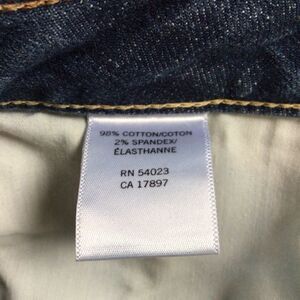 98% COTTON/COTON
2% SPANDEX/
ÉLASTHANNE
RN 54023
CA 17897